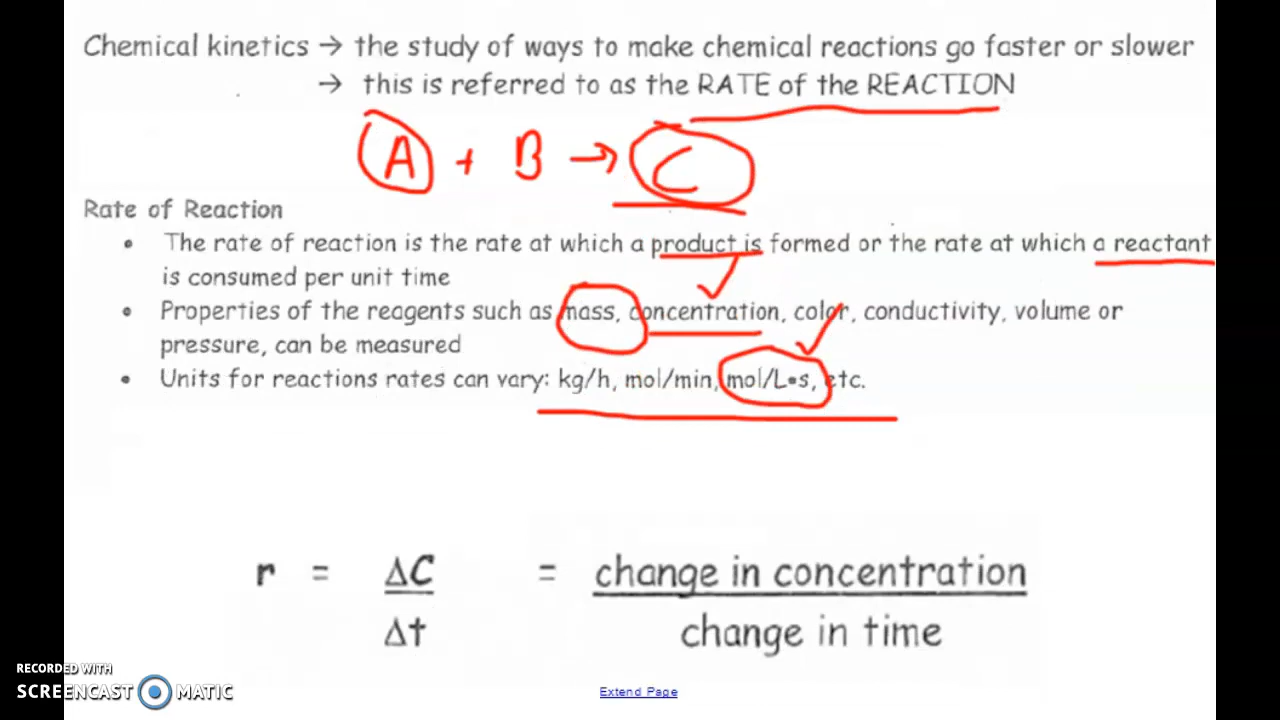 Chemical kinetics → the study of ways to make chemical reactions go faster or slower
→ this is referred to as the RATE of the REACTION
A + B → C
Rate of Reaction
• The rate of reaction is the rate at which a product is formed or the rate at which a reactant
is consumed per unit time
• Properties of the reagents such as mass, concentration, color, conductivity, volume or
pressure, can be measured
• Units for reactions rates can vary: kg/h, mol/min, mol/L•s, etc.
r = ΔC = change in concentration
Δt change in time
RECORDED WITH
SCREENCAST MATIC
Extend Page